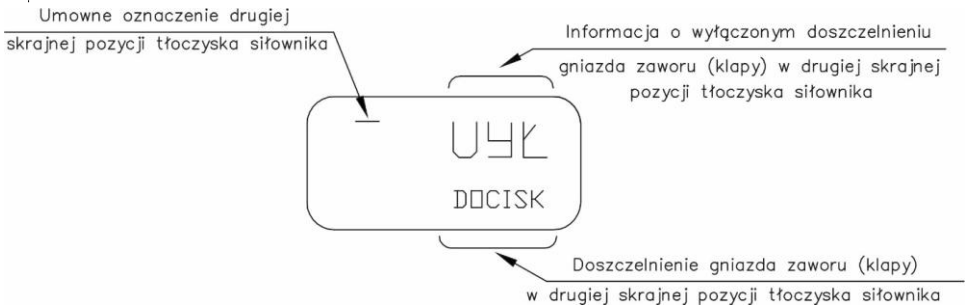 Umowne oznaczenie drugiej
skrajnej pozycji tłoczyska siłownika
Informacja o wyłączonym doszczelnieniu
gniazda zaworu (klapy) w drugiej skrajnej
pozycji tłoczyska siłownika
WYŁ
DOCISK
Doszczelnienie gniazda zaworu (klapy)
w drugiej skrajnej pozycji tłoczyska siłownika